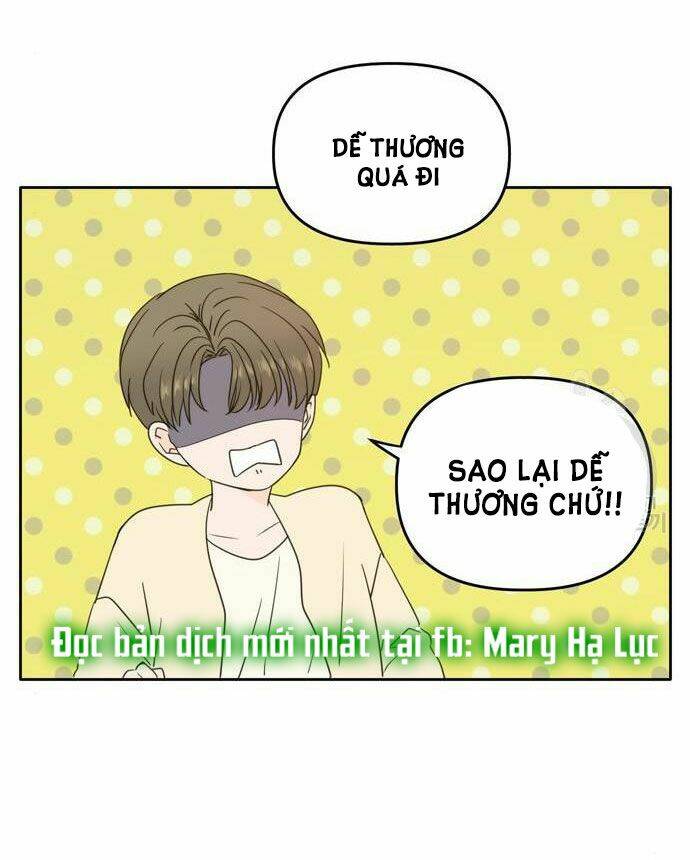 DỄ THƯƠNG
QUÁ ĐI
SAO LẠI DỄ
THƯƠNG CHỨ!!
Đọc bản dịch mới nhất tại fb: Mary Hạ Lục